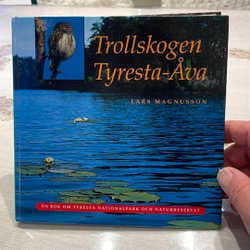 Trollskogen
Tyresta-Åva
LARS MAGNUSSON
EN BOK OM TYRESTA NATIONALPARK OCH NATURRESERVAT